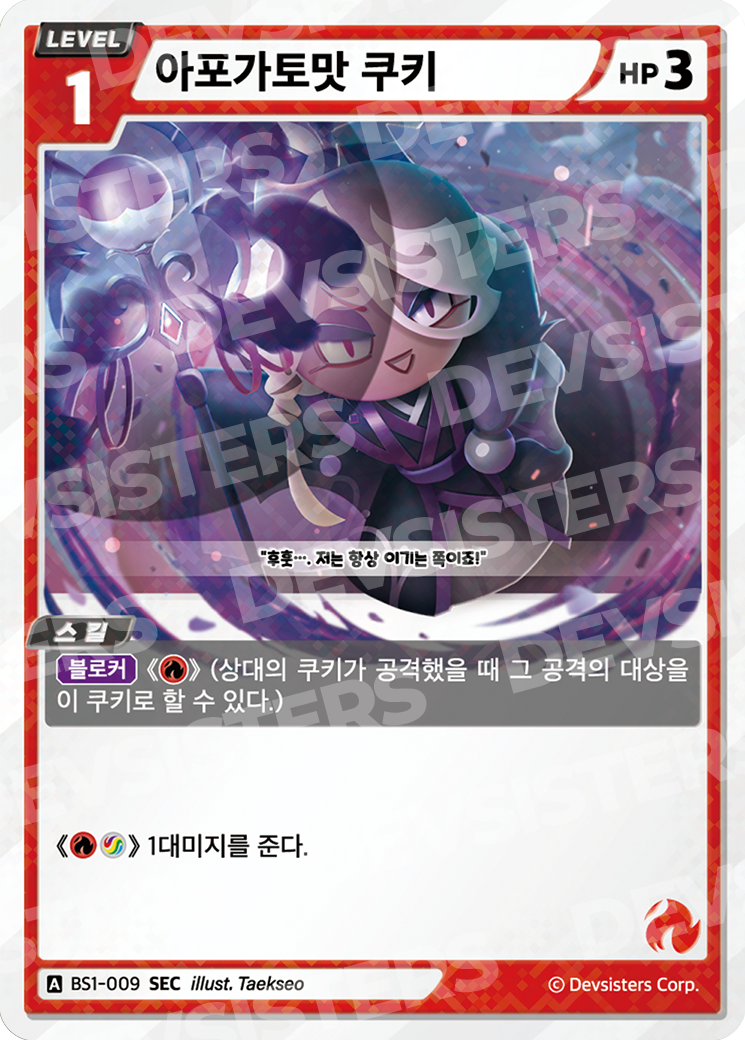 LEVEL
1
아포가토맛 쿠키
HP 3
"후훗…. 저는 항상 이기는 쪽이죠!"
스킬
블로커 《》 (상대의 쿠키가 공격했을 때 그 공격의 대상을
이 쿠키로 할 수 있다.)
《》 1대미지를 준다.
A BS1-009 SEC illust. Taekseo
© Devsisters Corp.
DEVSISTERS